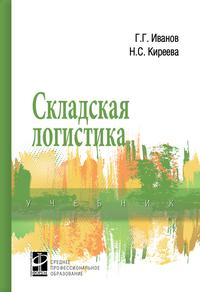 Г.Г. Иванов
Н.С. Киреева
Складская
логистика
УЧЕБНИК
СРЕДНЕЕ
ПРОФЕССИОНАЛЬНОЕ
ОБРАЗОВАНИЕ